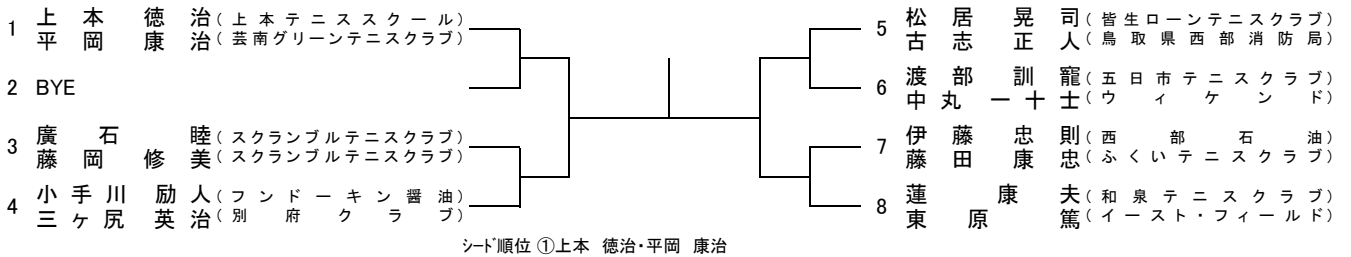 1 上本 徳治(上本テニススクール)
平岡 康治(芸南グリーンテニスクラブ)
2 BYE
3 廣石 睦(スクランブルテニスクラブ)
藤岡 修美(スクランブルテニスクラブ)
4 小手川 励人(フンドーキン醤油)
三ヶ尻 英治(別府クラブ)
5 松居晃司(皆生ローンテニスクラブ)
古志正人(鳥取県西部消防局)
6 渡部訓寵(五日市テニスクラブ)
中丸一十士(ウィケンド)
7 伊藤忠則(西部石油)
藤田康忠(ふくいテニスクラブ)
8 蓮康夫(和泉テニスクラブ)
東原篤(イースト・フィールド)
シード順位 ①上本 徳治・平岡 康治